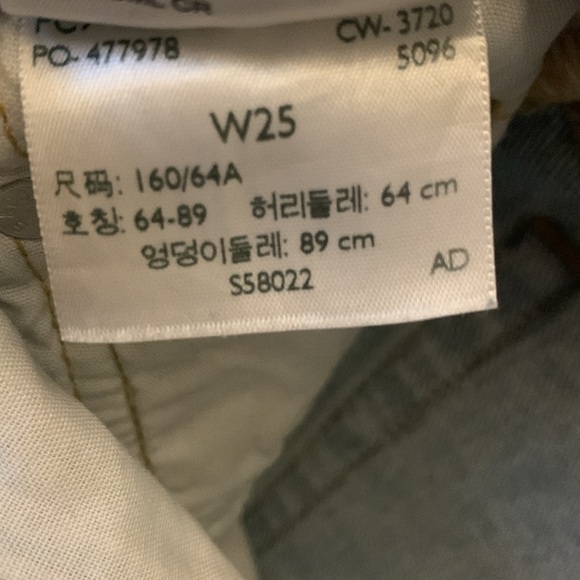 PO- 477978
CW- 3720
5096
W25
尺码: 160/64A
호칭: 64-89 허리둘레: 64 cm
엉덩이둘레: 89 cm
S58022
AD